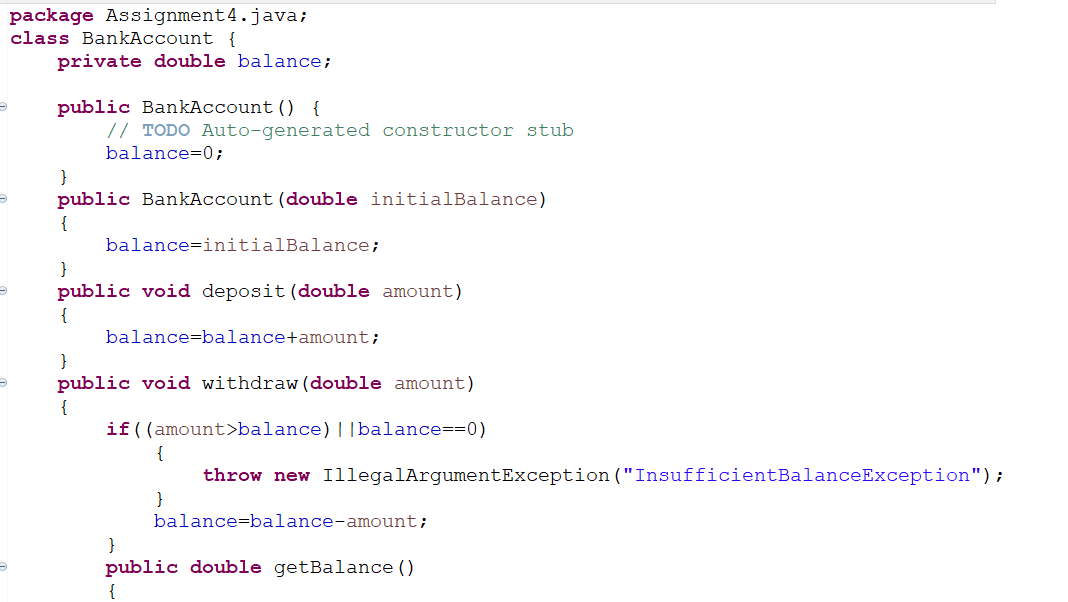 package Assignment4.java;
class BankAccount {
    private double balance;

    public BankAccount() {
        // TODO Auto-generated constructor stub
        balance=0;
    }
    public BankAccount(double initialBalance)
    {
        balance=initialBalance;
    }
    public void deposit(double amount)
    {
        balance=balance+amount;
    }
    public void withdraw(double amount)
    {
        if((amount>balance)||balance==0)
            {
                throw new IllegalArgumentException("InsufficientBalanceException");
            }
            balance=balance-amount;
        }
        public double getBalance()
        {